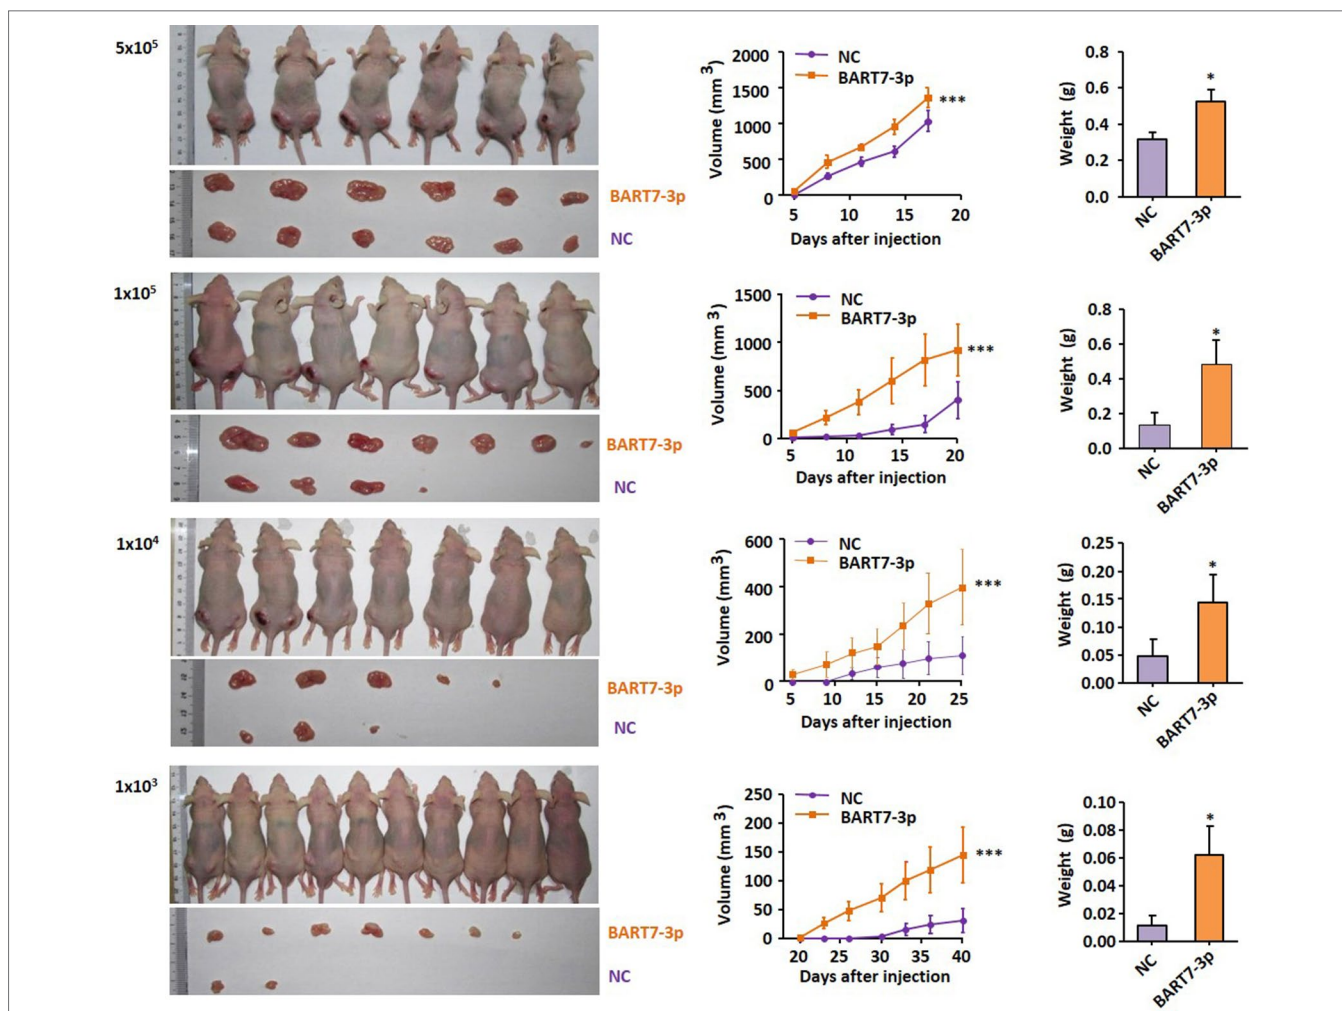 5x10⁵
BART7-3p
NC
2000
1500
1000
500
0
Volume (mm³)
NC
BART7-3p
***
5
10
15
20
Days after injection
0.8
0.6
0.4
0.2
0.0
Weight (g)
*
NC
BART7-3p
1x10⁵
BART7-3p
NC
1500
1000
500
0
Volume (mm³)
NC
BART7-3p
***
5
10
15
20
Days after injection
0.8
0.6
0.4
0.2
0.0
Weight (g)
*
NC
BART7-3p
1x10⁴
BART7-3p
NC
600
400
200
0
Volume (mm³)
NC
BART7-3p
***
5
10
15
20
25
Days after injection
0.25
0.20
0.15
0.10
0.05
0.00
Weight (g)
*
NC
BART7-3p
1x10³
BART7-3p
NC
250
200
150
100
50
0
Volume (mm³)
NC
BART7-3p
***
20
25
30
35
40
Days after injection
0.10
0.08
0.06
0.04
0.02
0.00
Weight (g)
*
NC
BART7-3p